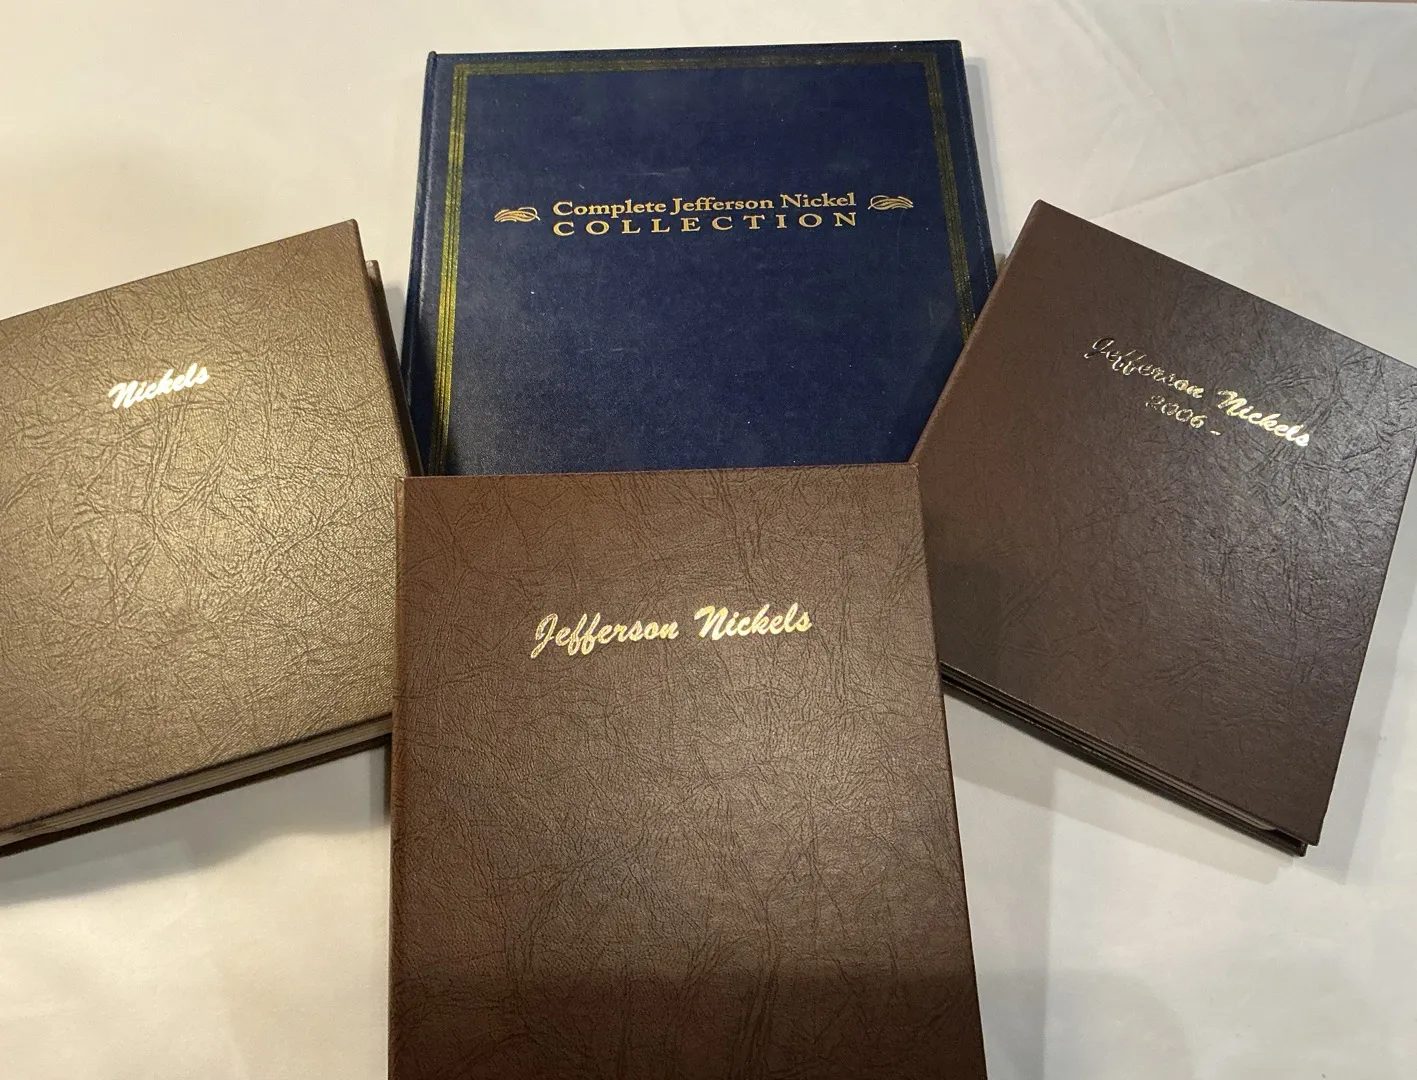 Complete Jefferson Nickel
COLLECTION
Nickels
Jefferson Nickels
2006 -
Jefferson Nickels